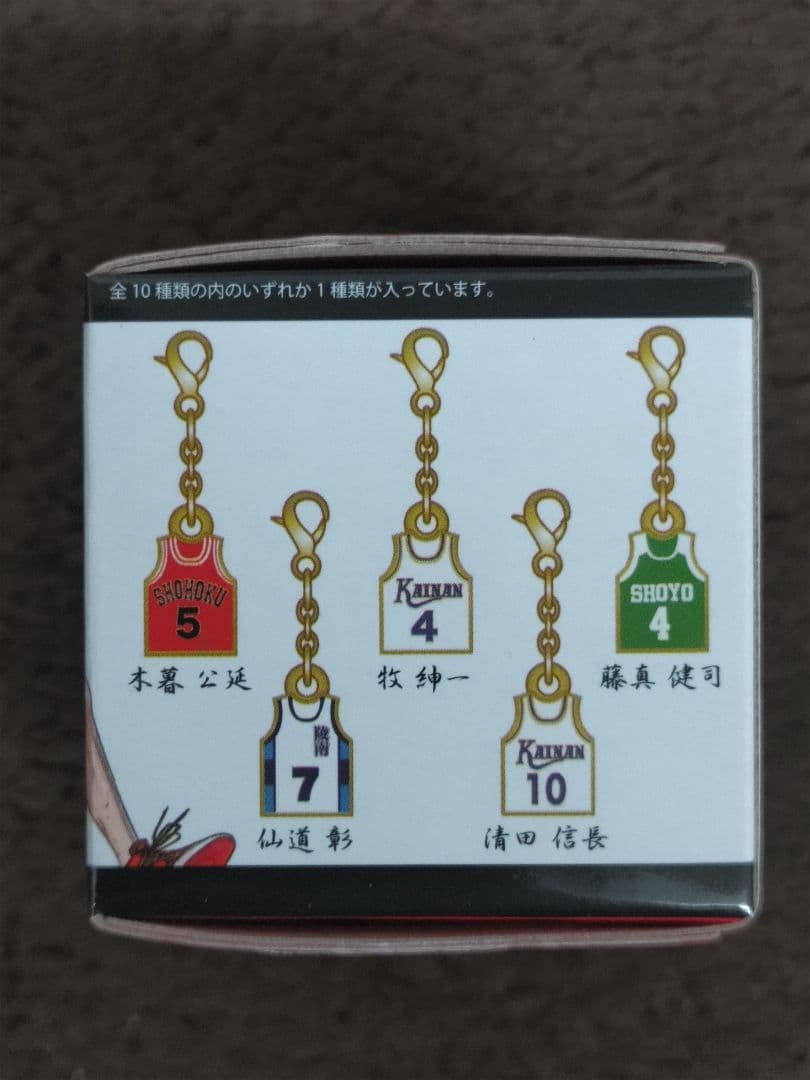 全10種類の内のいずれか1種類が入っています。
SHOHOKU
5
木暮 公延
KAINAN
4
牧 紳一
SHOYO
4
藤真 健司
陵南
7
仙道 彰
KAINAN
10
清田 信長